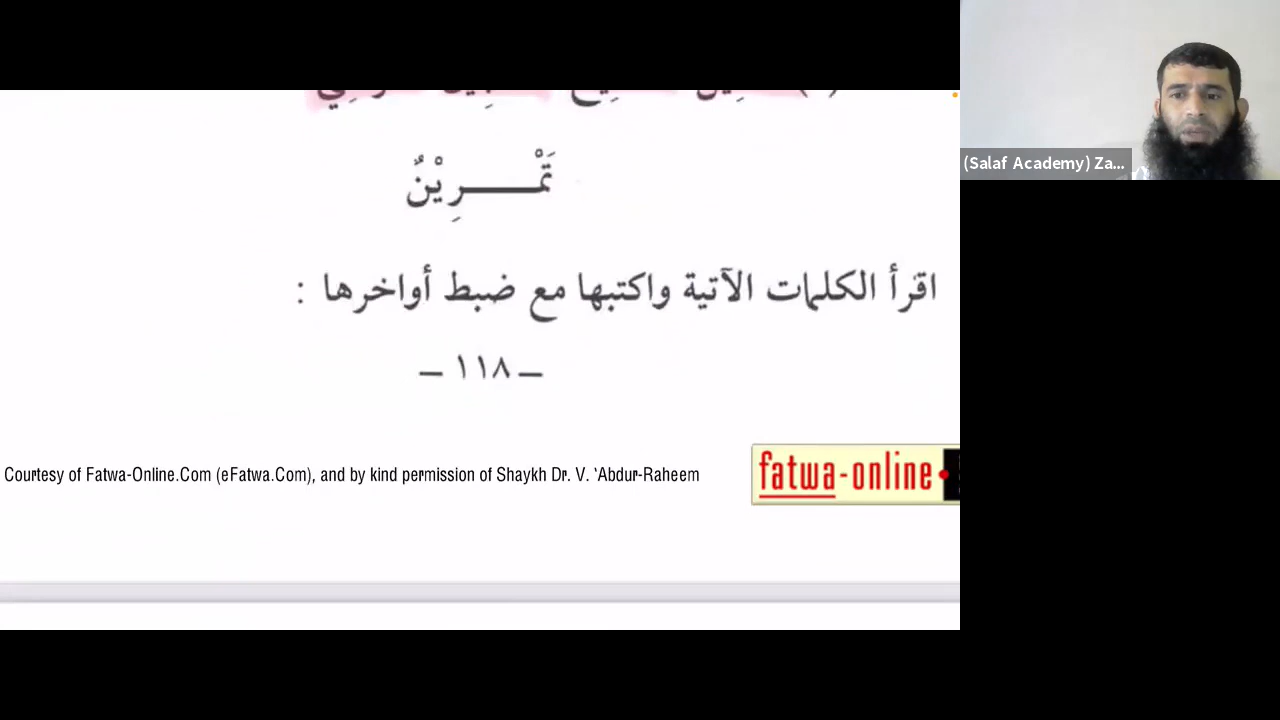 تَمْـــرِيْنٌ
اقرأ الكلمات الآتية واكتبها مع ضبط أواخرها :
– ١١٨ –
Courtesy of Fatwa-Online.Com (eFatwa.Com), and by kind permission of Shaykh Dr. V. ‘Abdur-Raheem
fatwa-online
(Salaf Academy) Za...